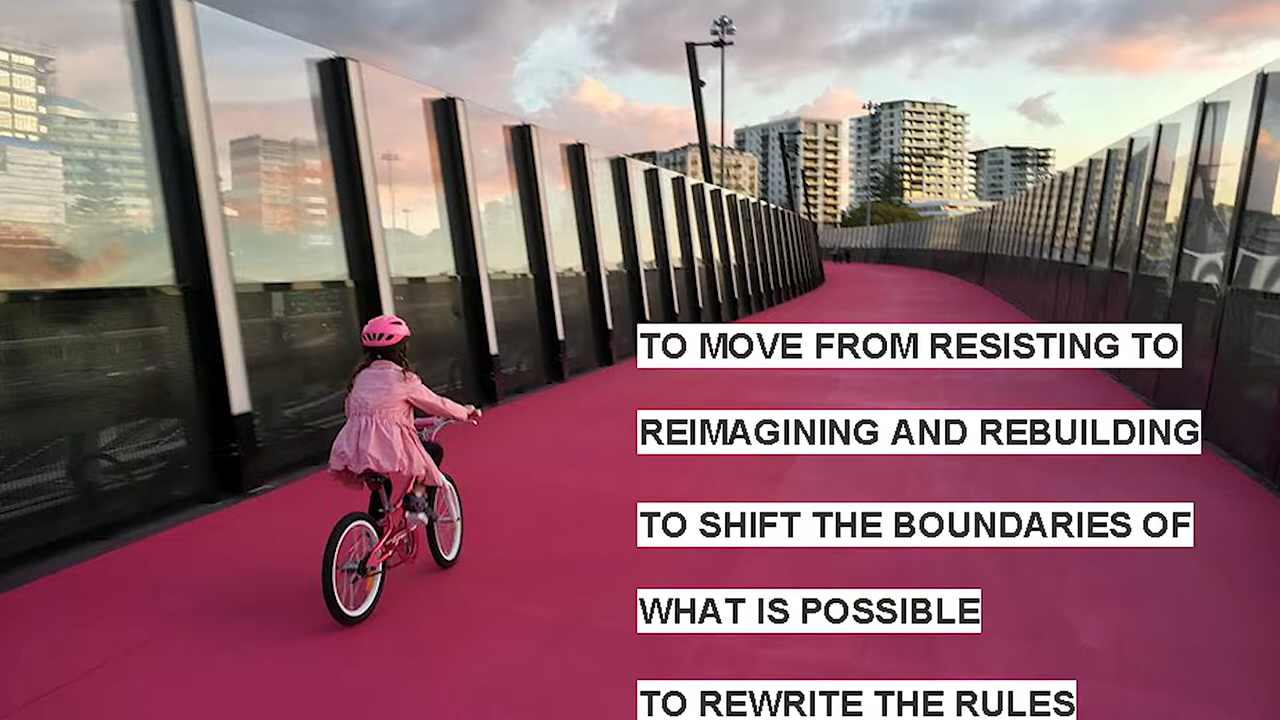 TO MOVE FROM RESISTING TO
REIMAGINING AND REBUILDING
TO SHIFT THE BOUNDARIES OF
WHAT IS POSSIBLE
TO REWRITE THE RULES